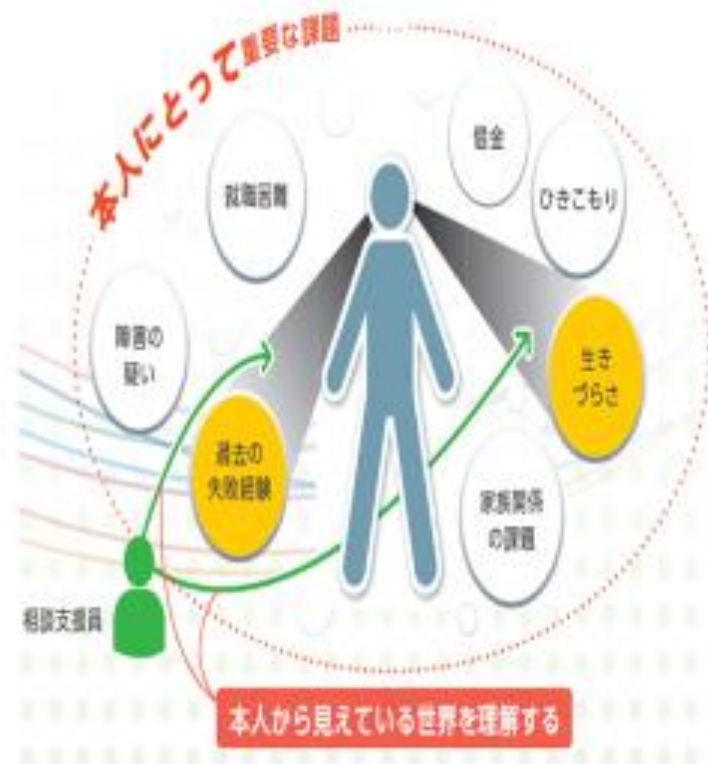 本人にとって重要な課題
借金
就職困難
ひきこもり
障害の
疑い
生き
づらさ
過去の
失敗経験
家族関係
の課題
相談支援員
本人から見えている世界を理解する